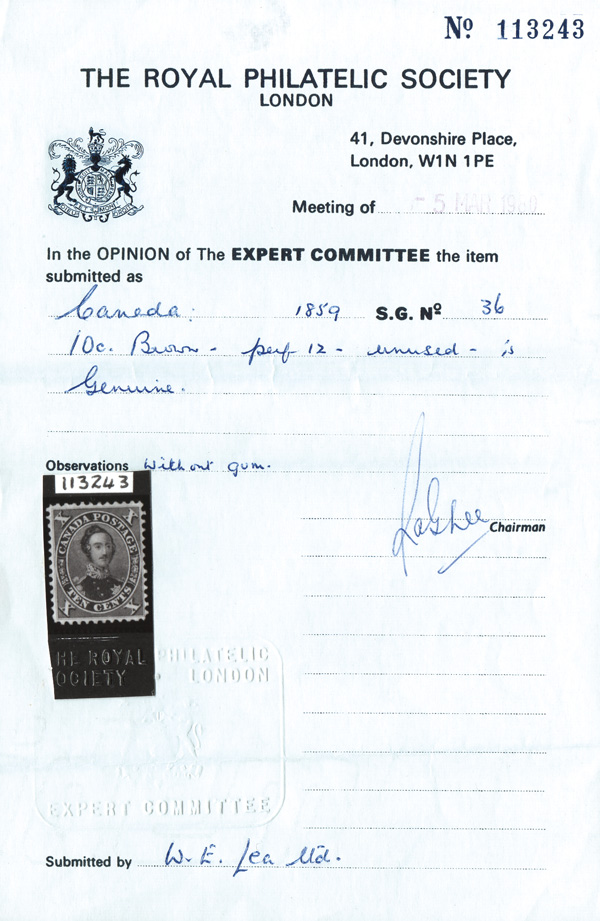 Nº 113243
THE ROYAL PHILATELIC SOCIETY
LONDON
41, Devonshire Place,
London, W1N 1PE
Meeting of 5 MAR 1980
In the OPINION of The EXPERT COMMITTEE the item
submitted as
Canada: 1859 S.G. Nº 36
10c. Brown - perf 12 - unused - is
Genuine.
Observations Without gum.
113243
Chairman
CANADA POSTAGE
TEN CENTS
THE ROYAL PHILATELIC
SOCIETY LONDON
EXPERT COMMITTEE
Submitted by W. E. Lea Ltd.